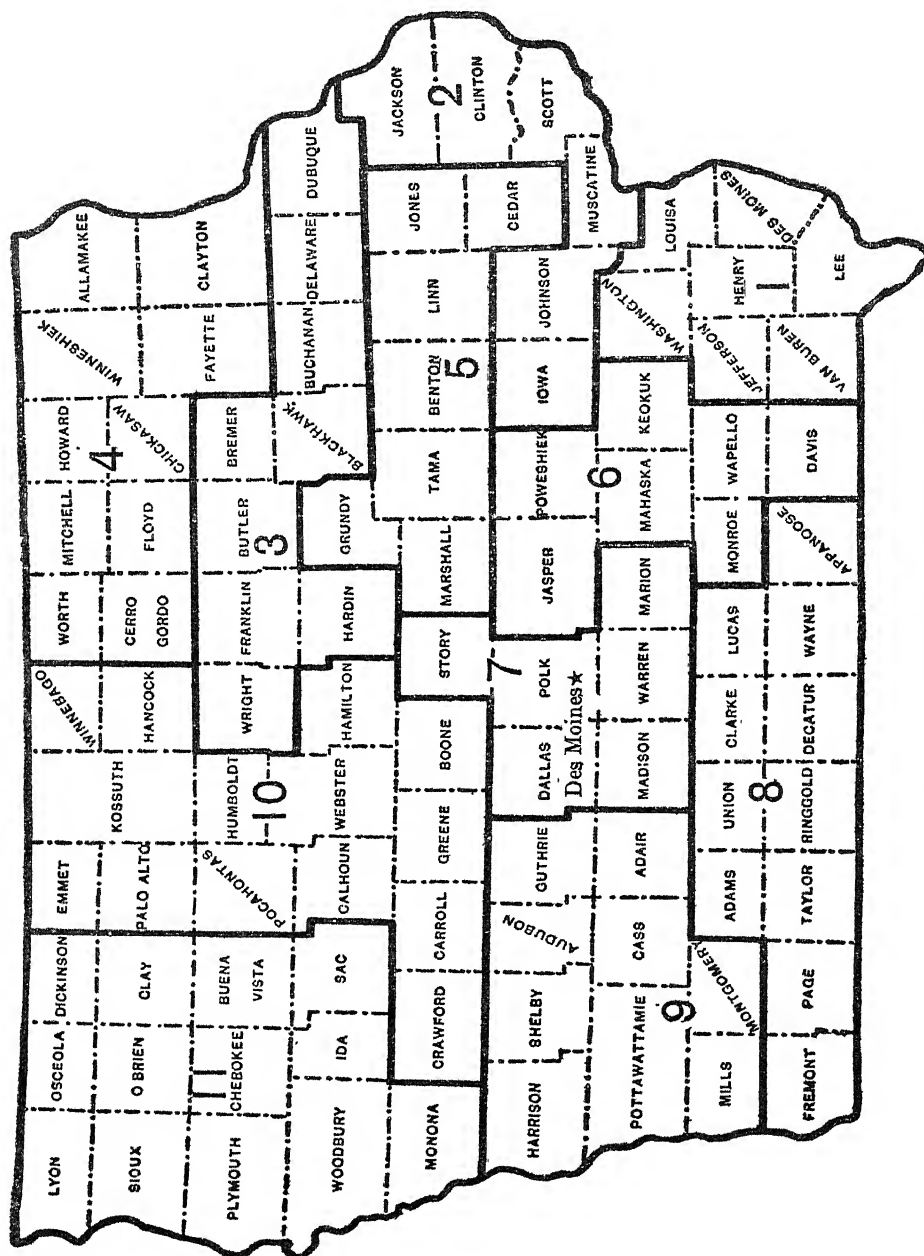 LYON
OSCEOLA
DICKINSON
EMMET
KOSSUTH
WINNEBAGO
WORTH
MITCHELL
HOWARD
WINNESHIEK
ALLAMAKEE
SIOUX
O BRIEN
CLAY
PALO ALTO
HANCOCK
CERRO
GORDO
FLOYD
4
CHICKASAW
FAYETTE
CLAYTON
PLYMOUTH
11
CHEROKEE
BUENA
VISTA
POCAHONTAS
HUMBOLDT
10
WRIGHT
FRANKLIN
BUTLER
3
BREMER
WOODBURY
IDA
SAC
CALHOUN
WEBSTER
HAMILTON
HARDIN
GRUNDY
BLACKHAWK
BUCHANAN
DELAWARE
DUBUQUE
MONONA
CRAWFORD
CARROLL
GREENE
BOONE
STORY
MARSHALL
TAMA
BENTON
5
LINN
JONES
JACKSON
2
CLINTON
HARRISON
SHELBY
AUDUBON
GUTHRIE
DALLAS
7
POLK
Des Moines★
JASPER
POWESHIEK
IOWA
JOHNSON
CEDAR
SCOTT
MUSCATINE
POTTAWATTAMIE
CASS
ADAIR
MADISON
WARREN
MARION
6
MAHASKA
KEOKUK
WASHINGTON
LOUISA
9
MILLS
MONTGOMERY
ADAMS
UNION
8
CLARKE
LUCAS
MONROE
WAPELLO
JEFFERSON
HENRY
1
DES MOINES
FREMONT
PAGE
TAYLOR
RINGGOLD
DECATUR
WAYNE
APPANOOSE
DAVIS
VAN BUREN
LEE